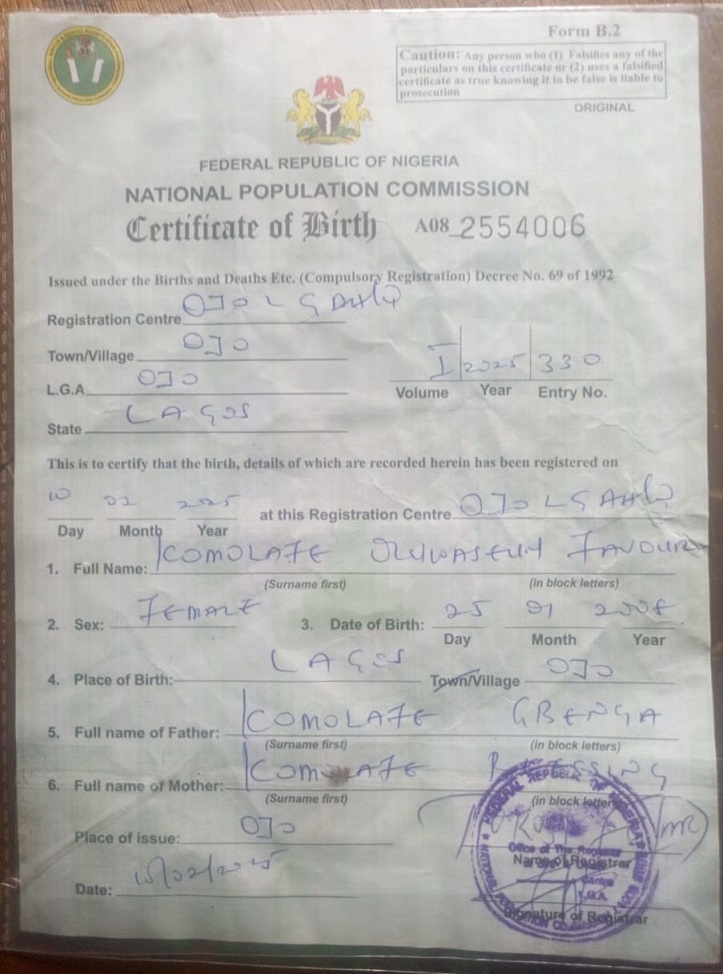 Form B.2
Caution: Any person who (1) Falsifies any of the
particulars on this certificate or (2) uses a falsified
certificate as true knowing it to be false is liable to
prosecution
ORIGINAL
FEDERAL REPUBLIC OF NIGERIA
NATIONAL POPULATION COMMISSION
Certificate of Birth A08 2554006
Issued under the Births and Deaths Etc. (Compulsory Registration) Decree No. 69 of 1992
Registration Centre OJO LG
Town/Village OJO
I 2025 330
L.G.A OJO
Volume Year Entry No.
State LAGOS
This is to certify that the birth, details of which are recorded herein has been registered on
10 02 2025 at this Registration Centre OJO LG
Day Month Year
1. Full Name: KOMOLAFE OLUWASEUN FAVOUR
(Surname first) (in block letters)
2. Sex: FEMALE 3. Date of Birth: 25 01 2008
Day Month Year
4. Place of Birth: LAGOS Town/Village OJO
5. Full name of Father: KOMOLAFE GBENGA
(Surname first) (in block letters)
6. Full name of Mother: KOMOLAFE BLESSING
(Surname first) (in block letters)
Place of issue: OJO
Name of Registrar
Date: 10/02/2025
Signature of Registrar